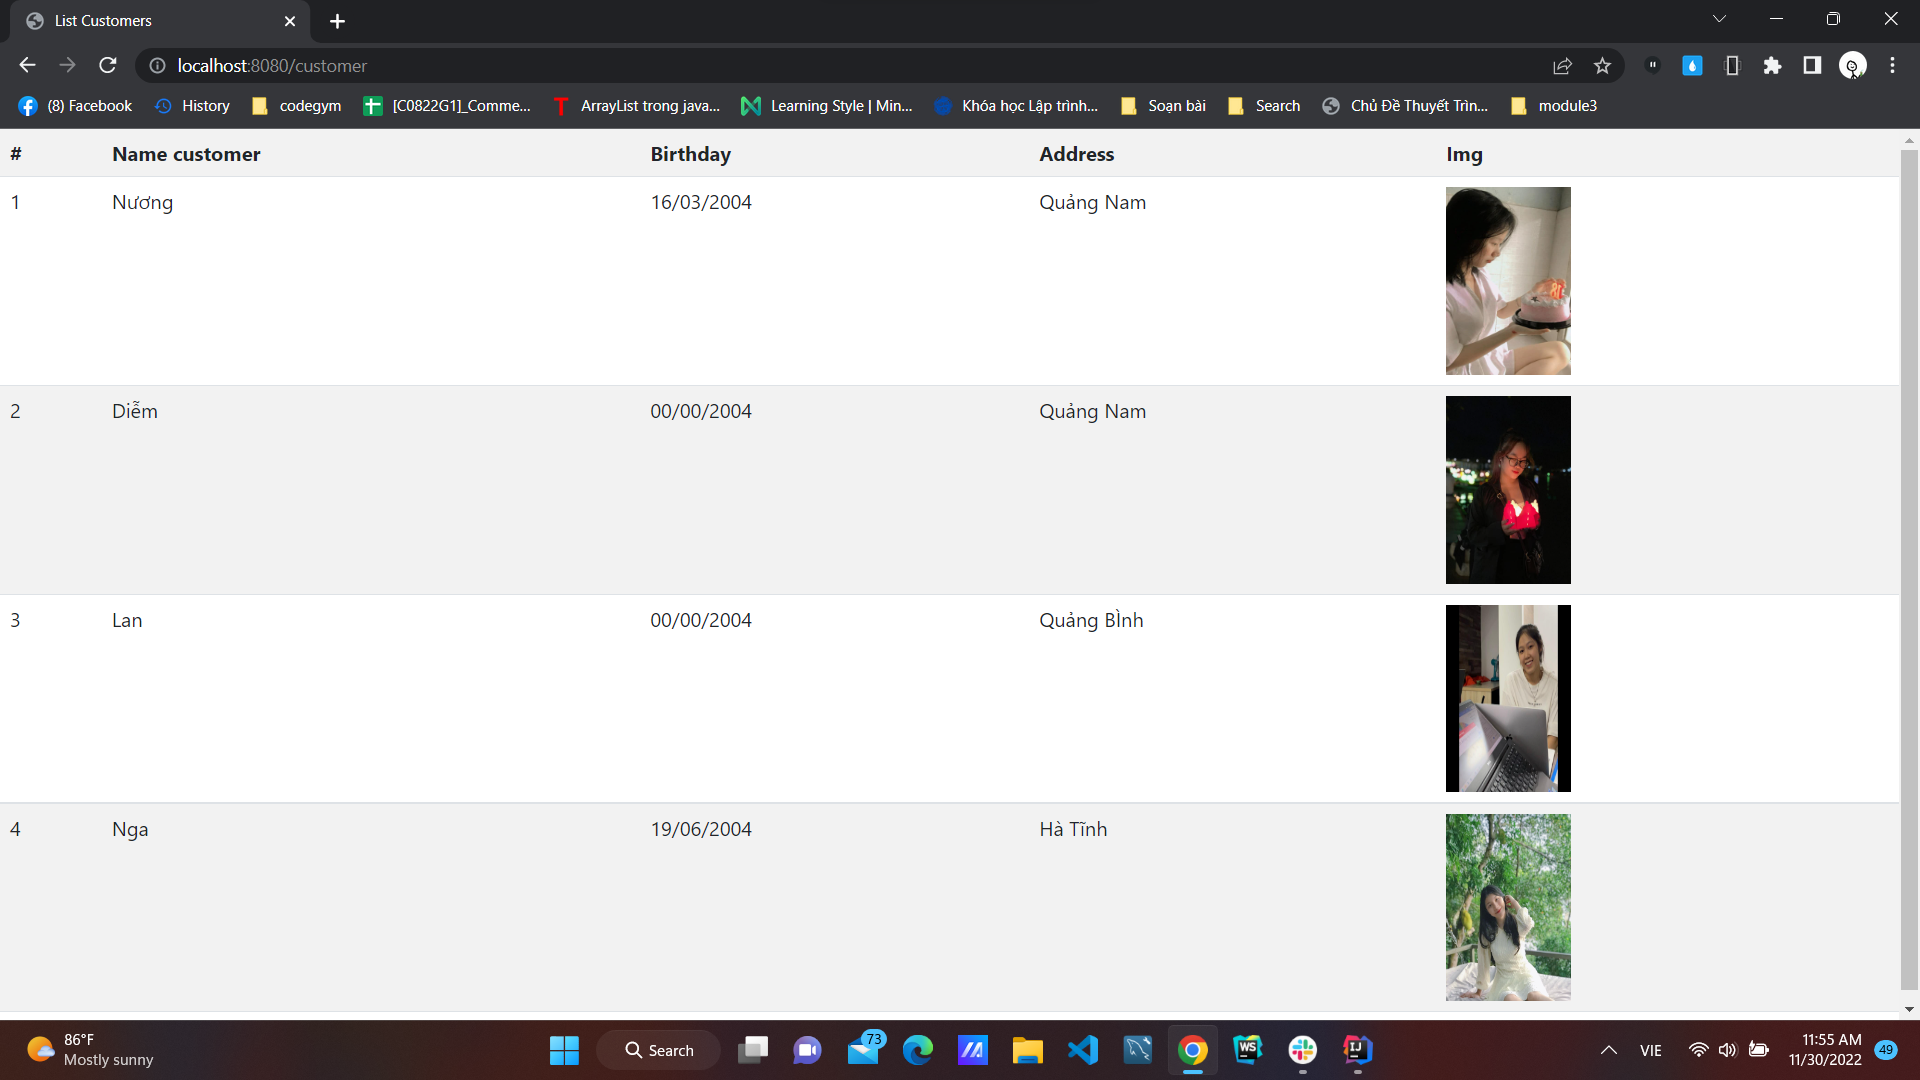 List Customers
localhost:8080/customer
(8) Facebook History codegym [C0822G1]_Comme... ArrayList trong java... Learning Style | Min... Khóa học Lập trình... Soạn bài Search Chủ Đề Thuyết Trìn... module3
# Name customer Birthday Address Img
1 Nương 16/03/2004 Quảng Nam
2 Diễm 00/00/2004 Quảng Nam
3 Lan 00/00/2004 Quảng BÌnh
4 Nga 19/06/2004 Hà Tĩnh
86°F
Mostly sunny
Search
73
WS
IJ
VIE
11:55 AM
11/30/2022
49